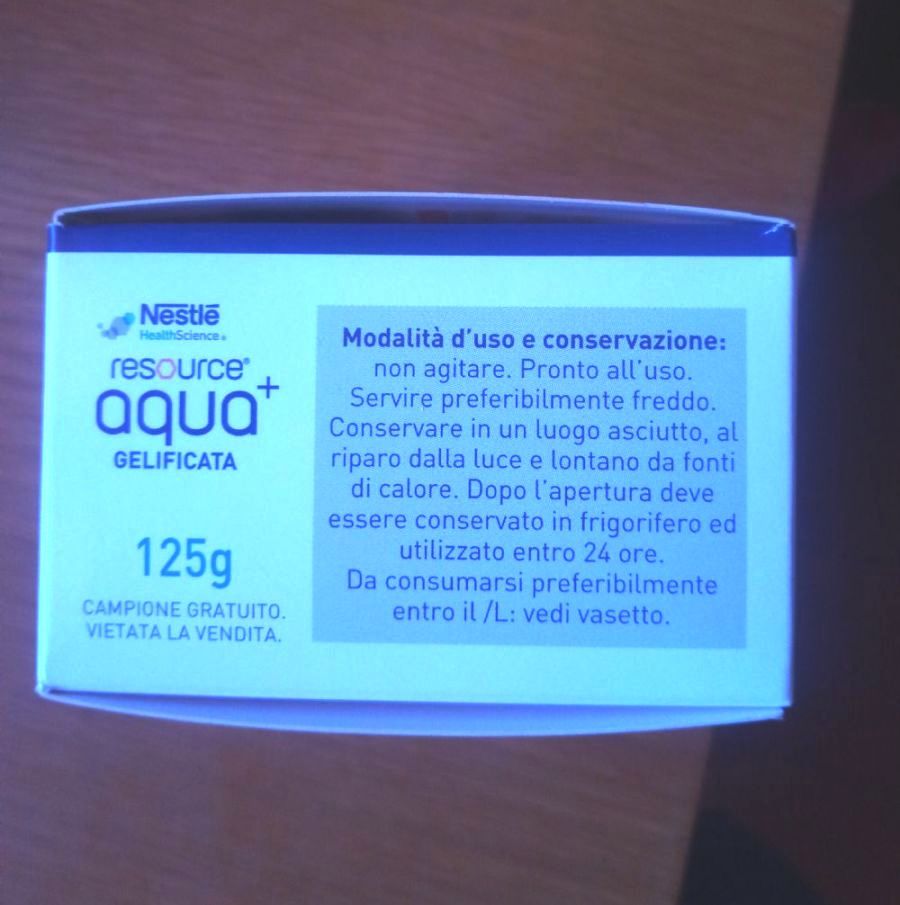 Nestlé
HealthScience®
resource®
aqua+
GELIFICATA
125g
CAMPIONE GRATUITO.
VIETATA LA VENDITA.
Modalità d'uso e conservazione:
non agitare. Pronto all'uso.
Servire preferibilmente freddo.
Conservare in un luogo asciutto, al
riparo dalla luce e lontano da fonti
di calore. Dopo l'apertura deve
essere conservato in frigorifero ed
utilizzato entro 24 ore.
Da consumarsi preferibilmente
entro il /L: vedi vasetto.